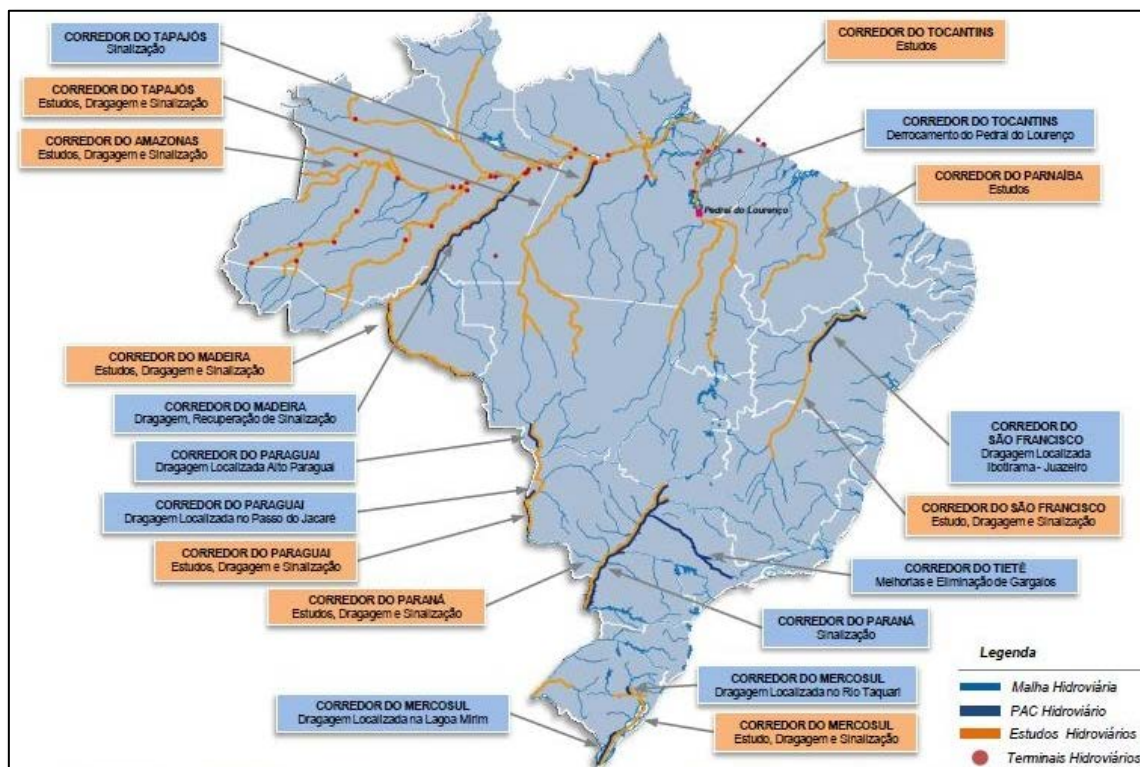 CORREDOR DO TAPAJÓS
Sinalização
CORREDOR DO TAPAJÓS
Estudos, Dragagem e Sinalização
CORREDOR DO AMAZONAS
Estudos, Dragagem e Sinalização
CORREDOR DO TOCANTINS
Estudos
CORREDOR DO TOCANTINS
Derrocamento do Pedral do Lourenço
CORREDOR DO PARNAÍBA
Estudos
Pedral do Lourenço
CORREDOR DO MADEIRA
Estudos, Dragagem e Sinalização
CORREDOR DO MADEIRA
Dragagem, Recuperação de Sinalização
CORREDOR DO PARAGUAI
Dragagem Localizada Alto Paraguai
CORREDOR DO PARAGUAI
Dragagem Localizada no Passo do Jacaré
CORREDOR DO PARAGUAI
Estudos, Dragagem e Sinalização
CORREDOR DO PARANÁ
Estudos, Dragagem e Sinalização
CORREDOR DO
SÃO FRANCISCO
Dragagem Localizada
Ibotirama - Juazeiro
CORREDOR DO SÃO FRANCISCO
Estudo, Dragagem e Sinalização
CORREDOR DO TIETÊ
Melhorias e Eliminação de Gargalos
CORREDOR DO PARANÁ
Sinalização
CORREDOR DO MERCOSUL
Dragagem Localizada no Rio Taquari
CORREDOR DO MERCOSUL
Dragagem Localizada na Lagoa Mirim
CORREDOR DO MERCOSUL
Estudo, Dragagem e Sinalização
Legenda
Malha Hidroviária
PAC Hidroviário
Estudos Hidroviários
Terminais Hidroviários